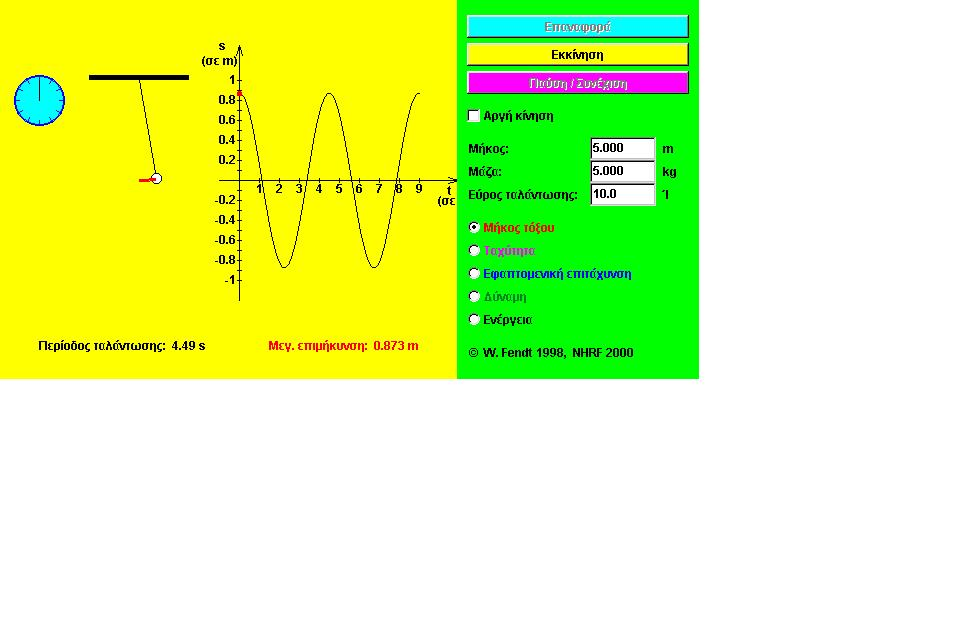 s
(σε m)
1
0.8
0.6
0.4
0.2
-0.2
-0.4
-0.6
-0.8
-1
1 2 3 4 5 6 7 8 9
t
(σε
Περίοδος ταλάντωσης: 4.49 s
Μεγ. επιμήκυνση: 0.873 m
Επαναφορά
Εκκίνηση
Παύση / Συνέχιση
Αργή κίνηση
Μήκος: 5.000 m
Μάζα: 5.000 kg
Εύρος ταλάντωσης: 10.0 Ί
Μήκος τόξου
Ταχύτητα
Εφαπτομενική επιτάχυνση
Δύναμη
Ενέργεια
© W. Fendt 1998, NHRF 2000